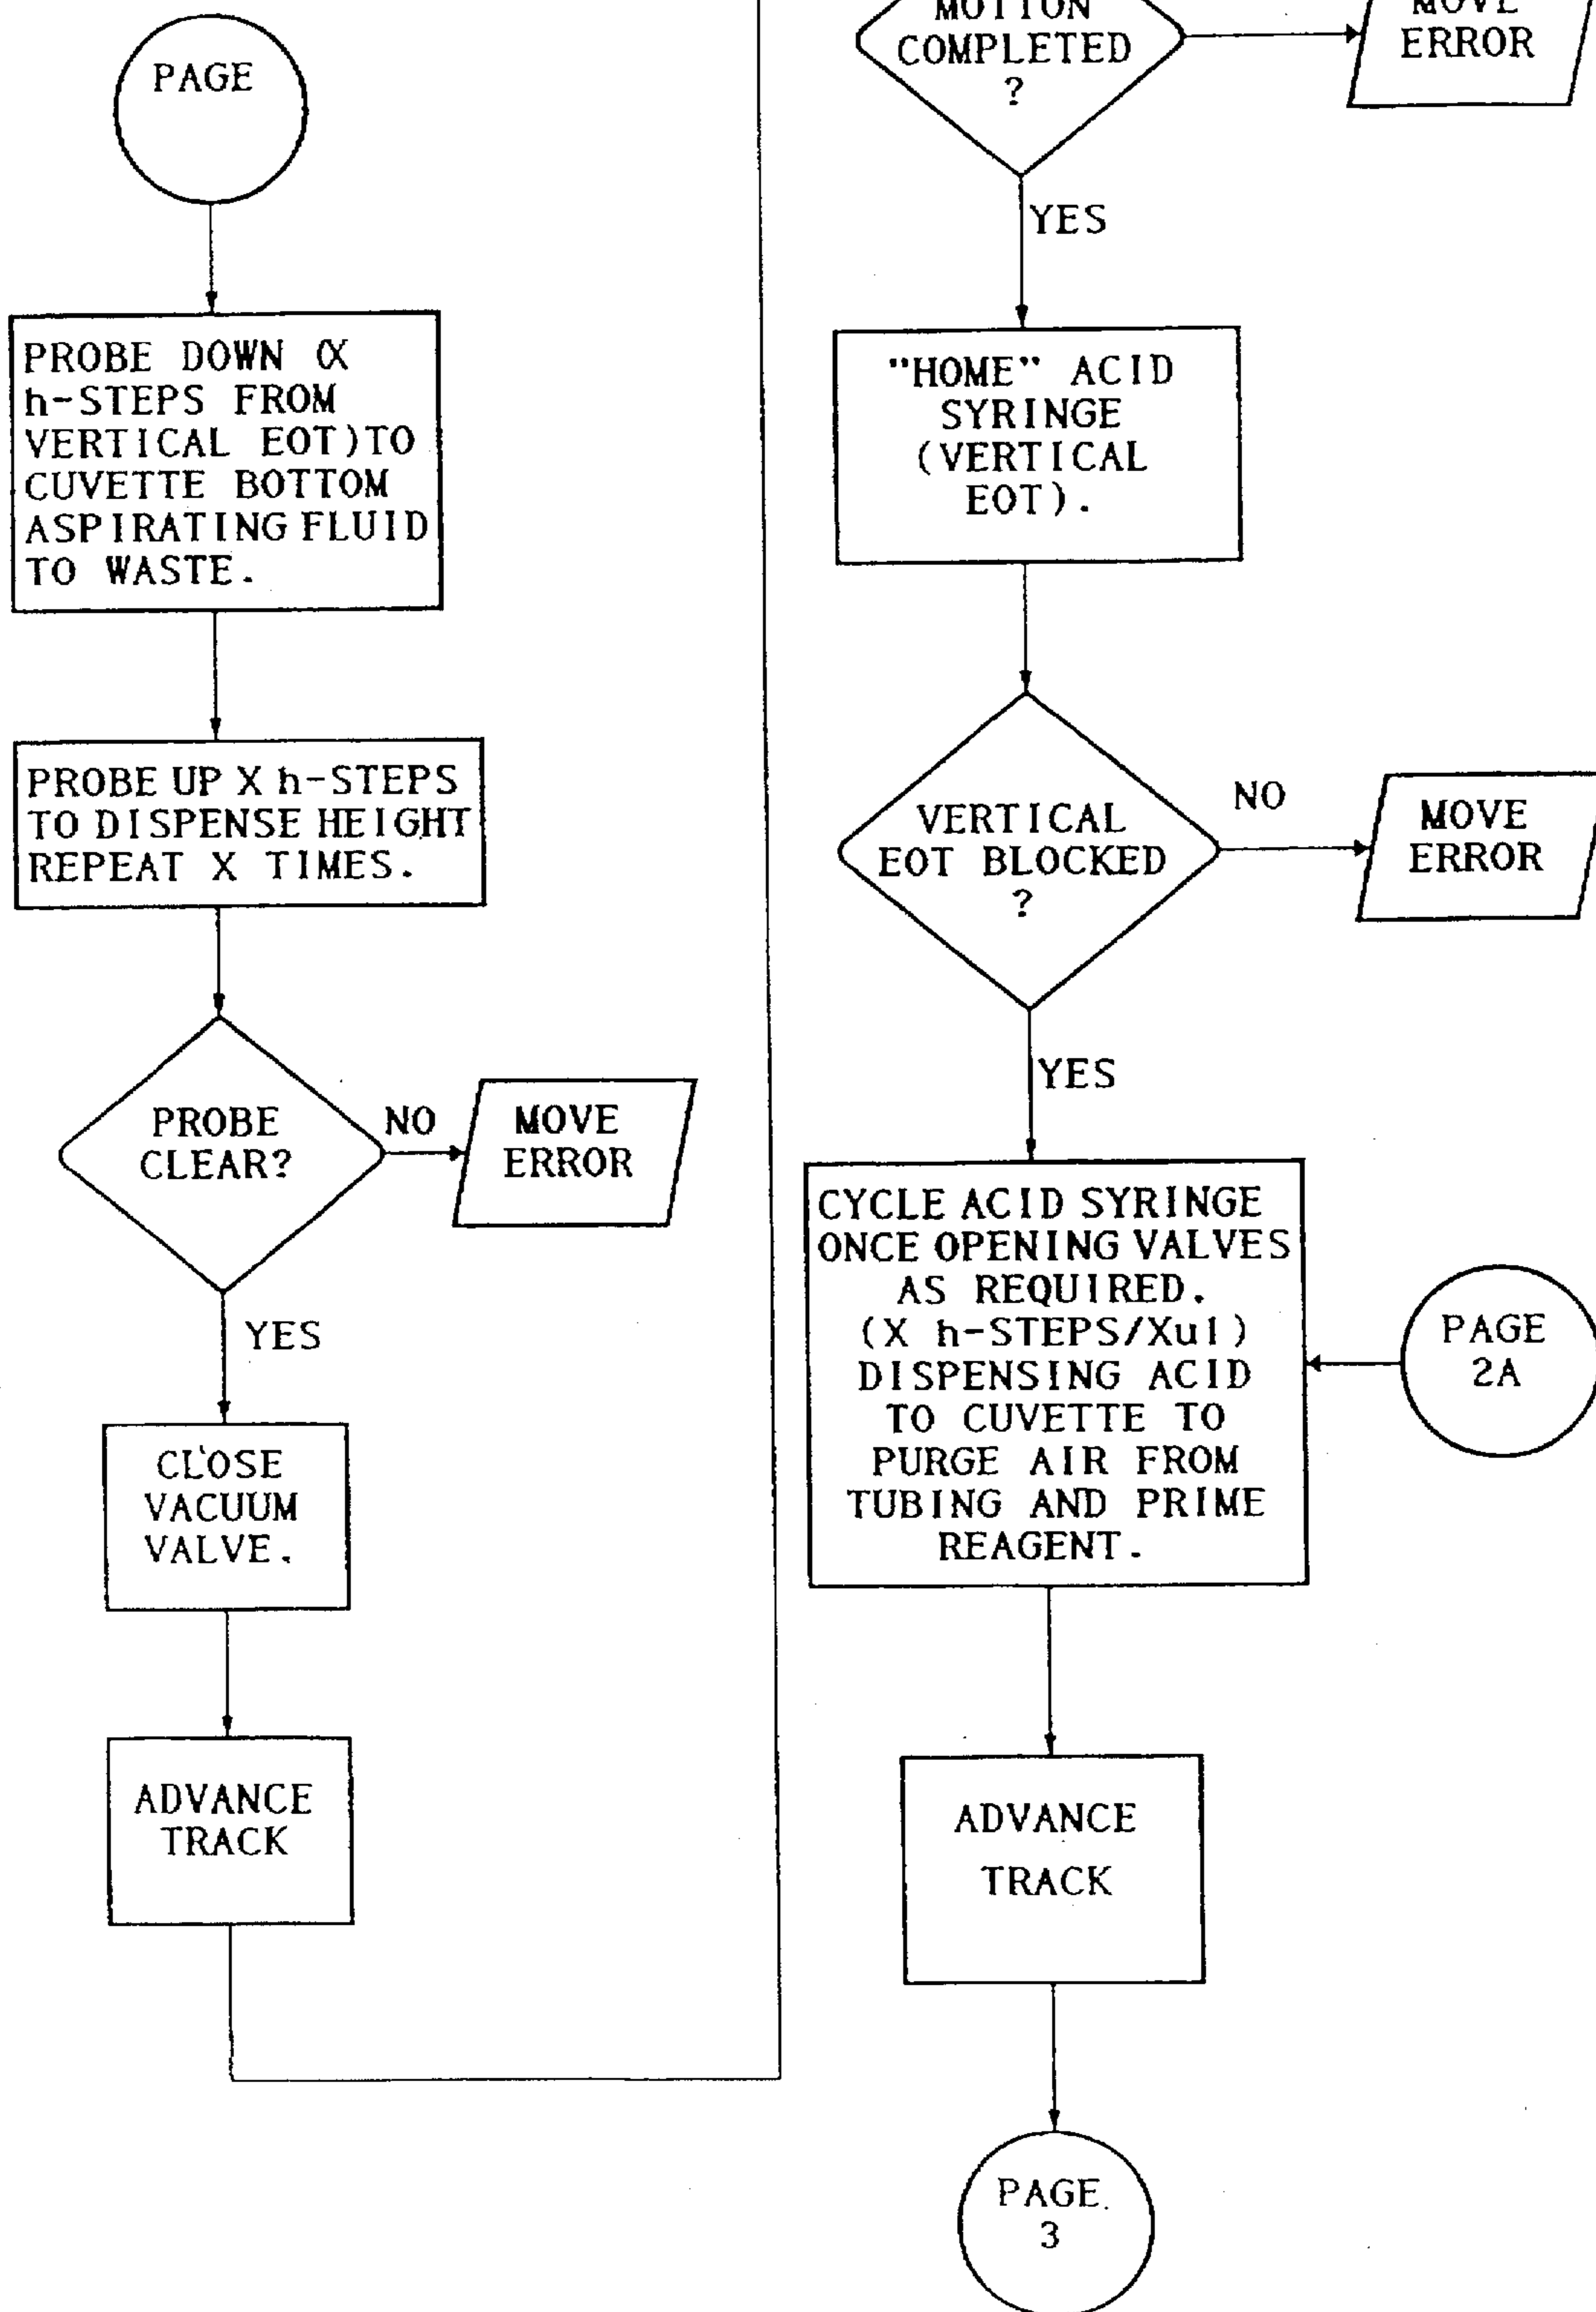 PAGE
PROBE DOWN (X
h-STEPS FROM
VERTICAL EOT)TO
CUVETTE BOTTOM
ASPIRATING FLUID
TO WASTE.
PROBE UP X h-STEPS
TO DISPENSE HEIGHT
REPEAT X TIMES.
PROBE
CLEAR?
NO
MOVE
ERROR
YES
CLOSE
VACUUM
VALVE.
ADVANCE
TRACK
MOTION
COMPLETED
?
MOVE
ERROR
YES
"HOME" ACID
SYRINGE
(VERTICAL
EOT).
VERTICAL
EOT BLOCKED
?
NO
MOVE
ERROR
YES
CYCLE ACID SYRINGE
ONCE OPENING VALVES
AS REQUIRED.
(X h-STEPS/Xul)
DISPENSING ACID
TO CUVETTE TO
PURGE AIR FROM
TUBING AND PRIME
REAGENT.
PAGE
2A
ADVANCE
TRACK
PAGE
3